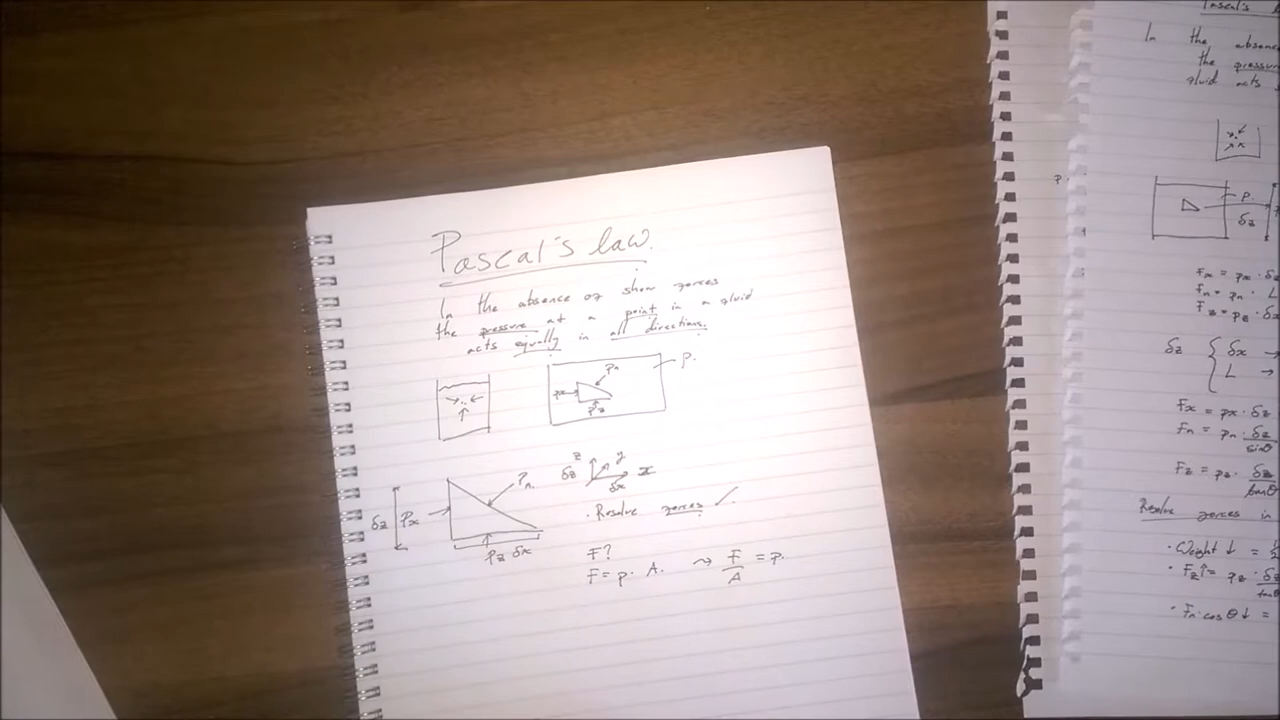 Pascal's law.
In the absence of shear forces
the pressure at a point in a fluid
acts equally in all directions.
p.
pn
px
pz
z
y
δz
x
δx
Pn
δz
Px
Pz δx
· Resolve forces ✓
F?
F = p · A. ⇝ F/A = p.
Pascal's
In the absence
the pressure
fluid acts
p.
p.
δz
Fx = px · δz
Fn = pn · L
Fz = pz · δx
δz { δx →
L →
Fx = px · δz
Fn = pn · δz/sinθ
Fz = pz · δz/tanθ
Resolve forces in
· Weight ↓ =
· Fz↑ = pz · δz/tanθ
· Fn·cos θ ↓ =